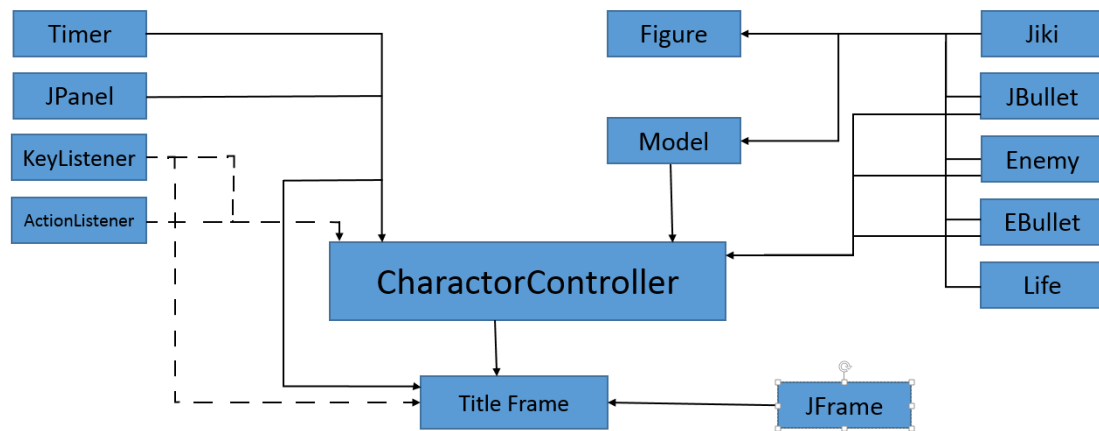 Timer
Figure
Jiki
JPanel
JBullet
Model
KeyListener
Enemy
ActionListener
EBullet
CharactorController
Life
Title Frame
JFrame